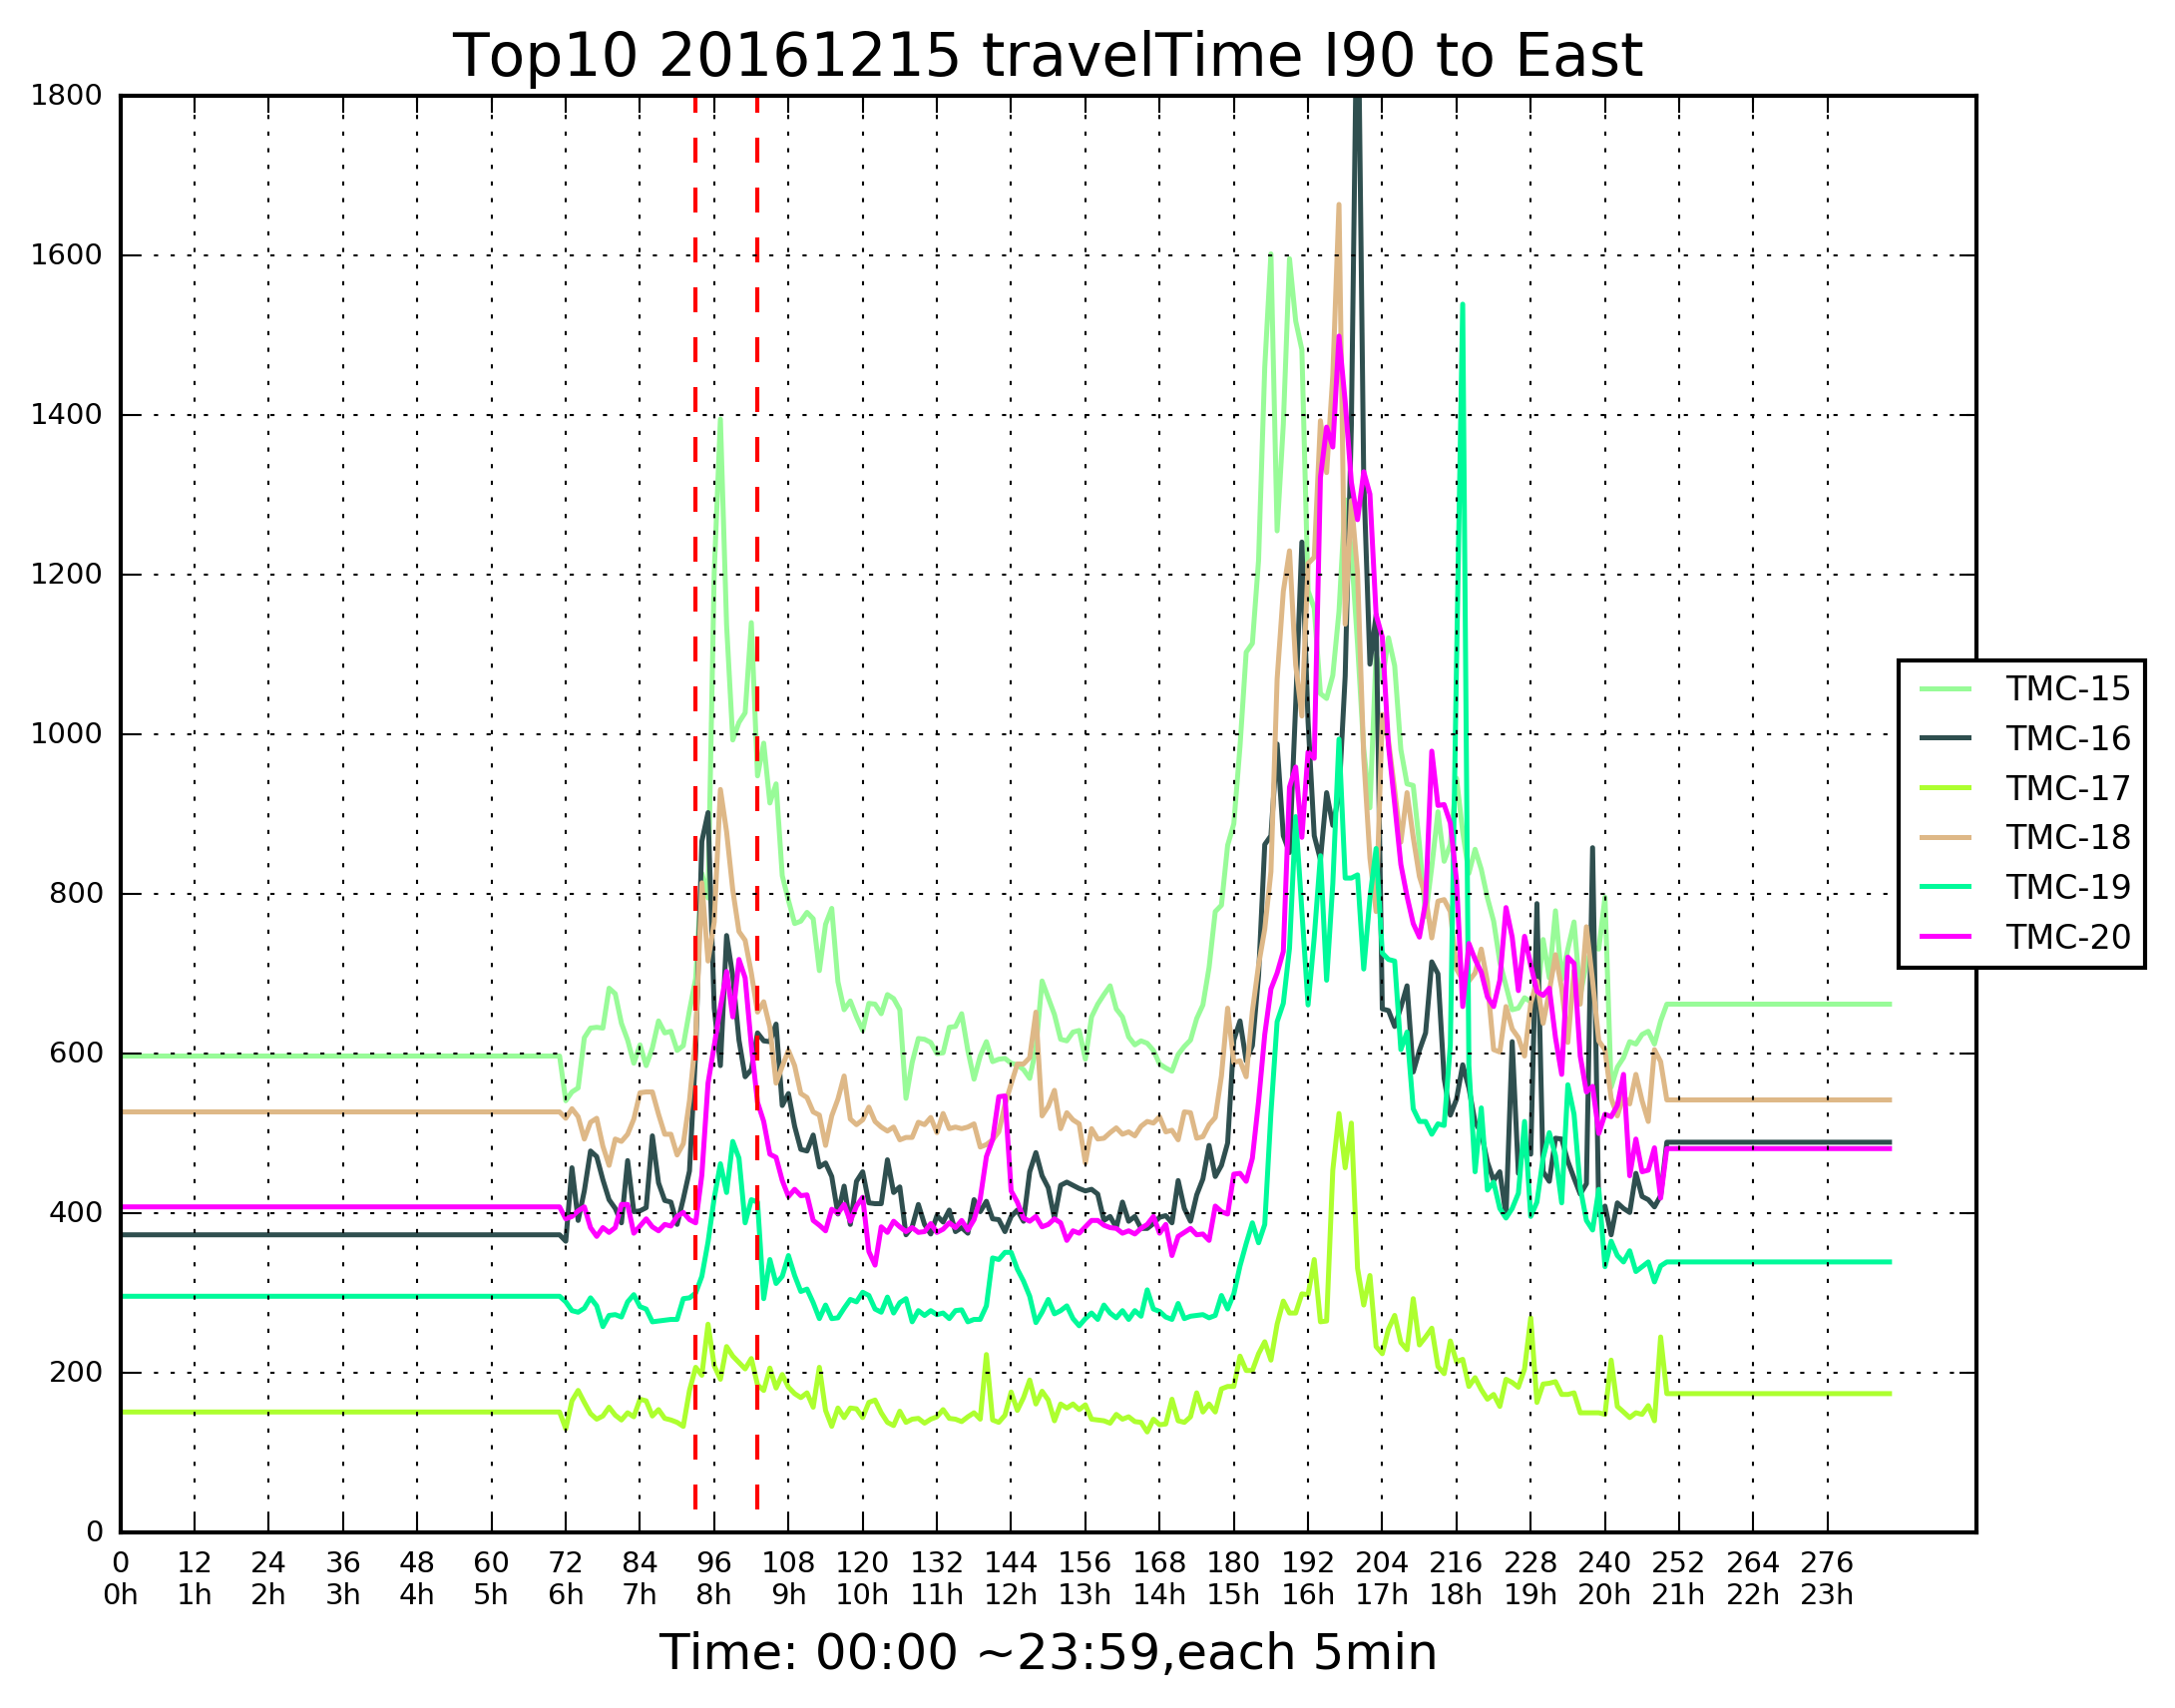 Top10 20161215 travelTime I90 to East
1800
1600
1400
1200
1000
800
600
400
200
0
TMC-15
TMC-16
TMC-17
TMC-18
TMC-19
TMC-20
0 12 24 36 48 60 72 84 96 108 120 132 144 156 168 180 192 204 216 228 240 252 264 276
0h 1h 2h 3h 4h 5h 6h 7h 8h 9h 10h 11h 12h 13h 14h 15h 16h 17h 18h 19h 20h 21h 22h 23h
Time: 00:00 ~23:59,each 5min